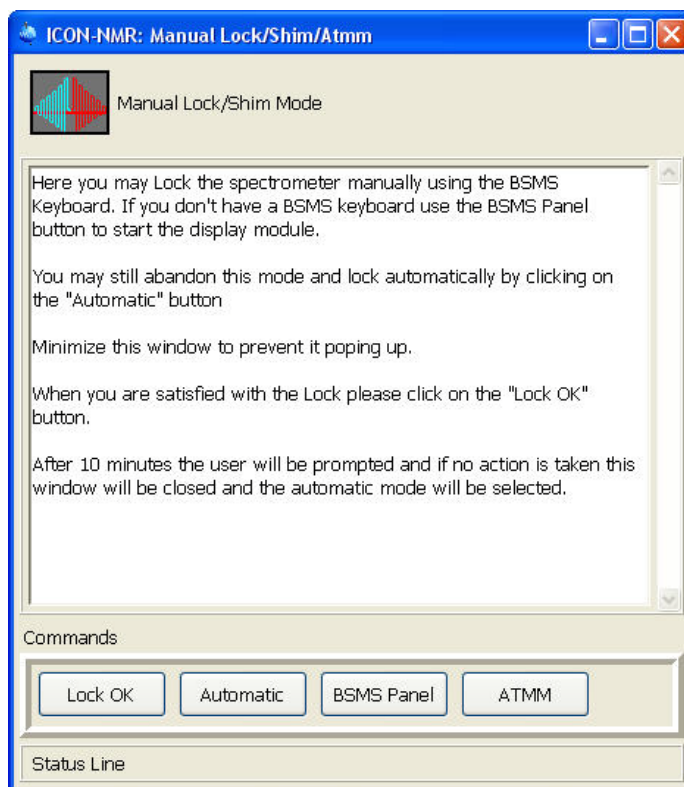 ICON-NMR: Manual Lock/Shim/Atmm
Manual Lock/Shim Mode
Here you may Lock the spectrometer manually using the BSMS
Keyboard. If you don't have a BSMS keyboard use the BSMS Panel
button to start the display module.
You may still abandon this mode and lock automatically by clicking on
the "Automatic" button
Minimize this window to prevent it poping up.
When you are satisfied with the Lock please click on the "Lock OK"
button.
After 10 minutes the user will be prompted and if no action is taken this
window will be closed and the automatic mode will be selected.
Commands
Lock OK Automatic BSMS Panel ATMM
Status Line